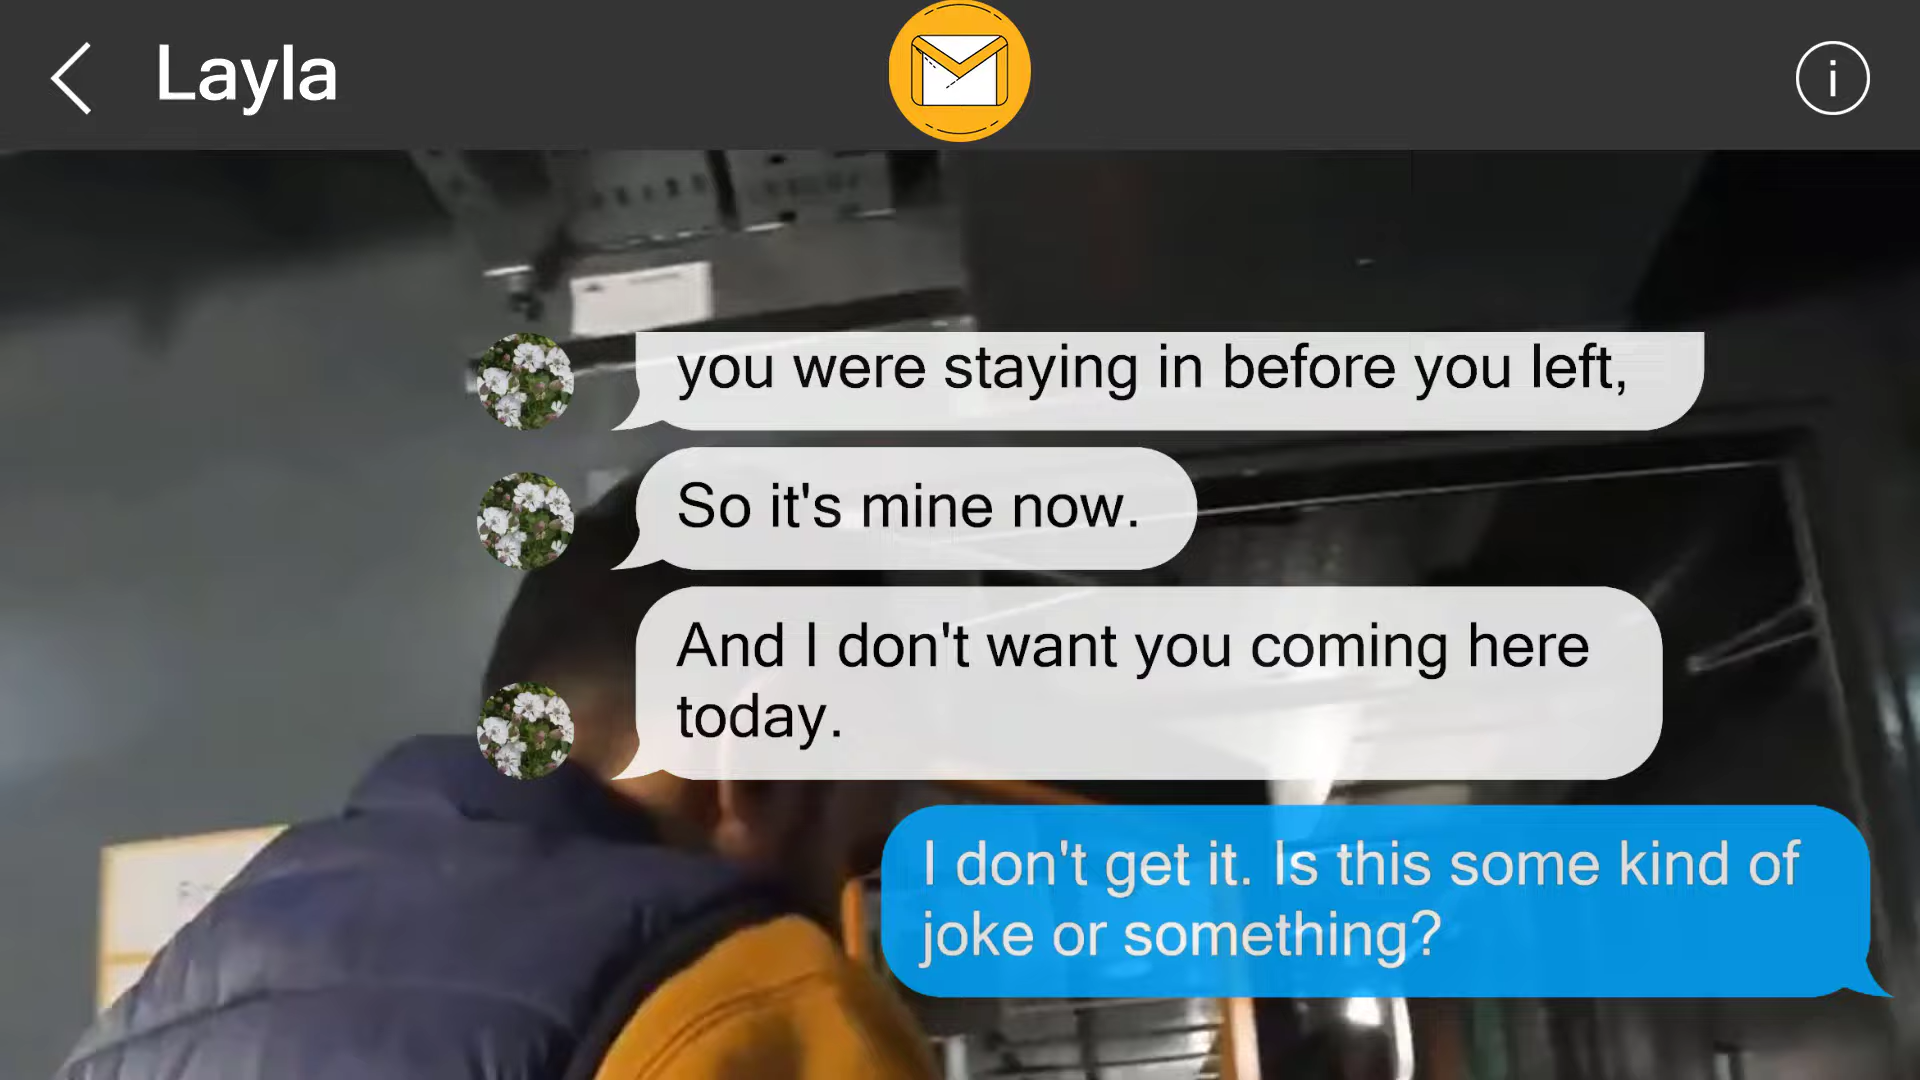 Layla
you were staying in before you left,
So it's mine now.
And I don't want you coming here
today.
I don't get it. Is this some kind of
joke or something?